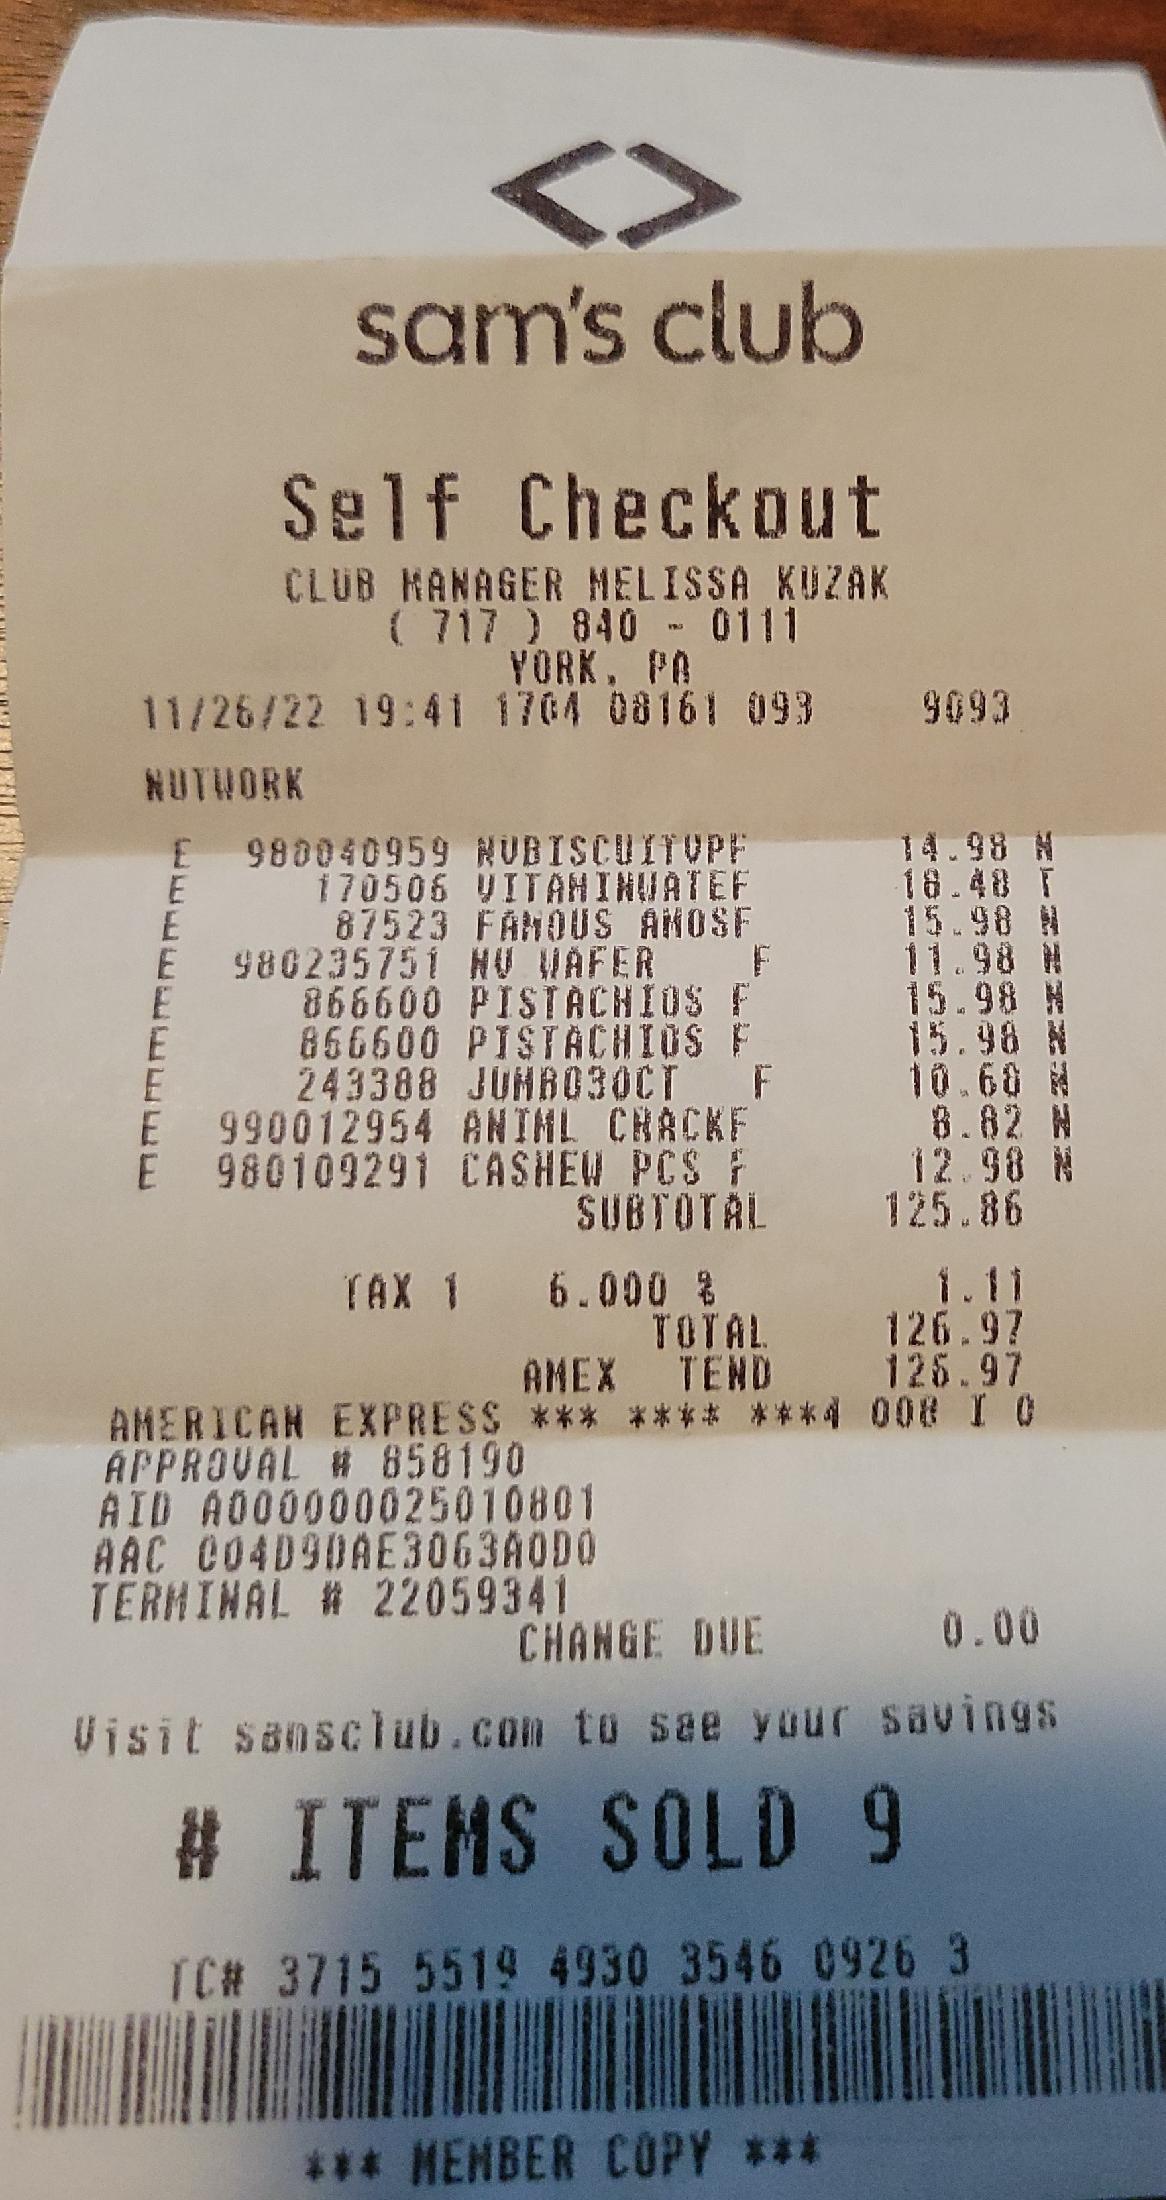 sam's club
Self Checkout
CLUB MANAGER MELISSA KUZAK
( 717 ) 840 - 0111
YORK, PA
11/26/22 19:41 1704 08161 093 9093
NUTWORK
E 980040959 NVBISCUITVPF 14.98 N
E 170506 VITAMINWATEF 18.48 T
E 87523 FAMOUS AMOSF 15.98 N
E 980235751 NV WAFER F 11.98 N
E 866600 PISTACHIOS F 15.98 N
E 866600 PISTACHIOS F 15.98 N
E 243388 JUMBO30CT F 10.68 N
E 990012954 ANIML CRACKF 8.82 N
E 980109291 CASHEW PCS F 12.98 N
SUBTOTAL 125.86
TAX 1 6.000 % 1.11
TOTAL 126.97
AMEX TEND 126.97
AMERICAN EXPRESS *** **** ***4 008 I 0
APPROVAL # 858190
AID A000000025010801
AAC C04D9DAE3063A0D0
TERMINAL # 22059341
CHANGE DUE 0.00
Visit samsclub.com to see your savings
# ITEMS SOLD 9
TC# 3715 5519 4930 3546 0926 3
*** MEMBER COPY ***